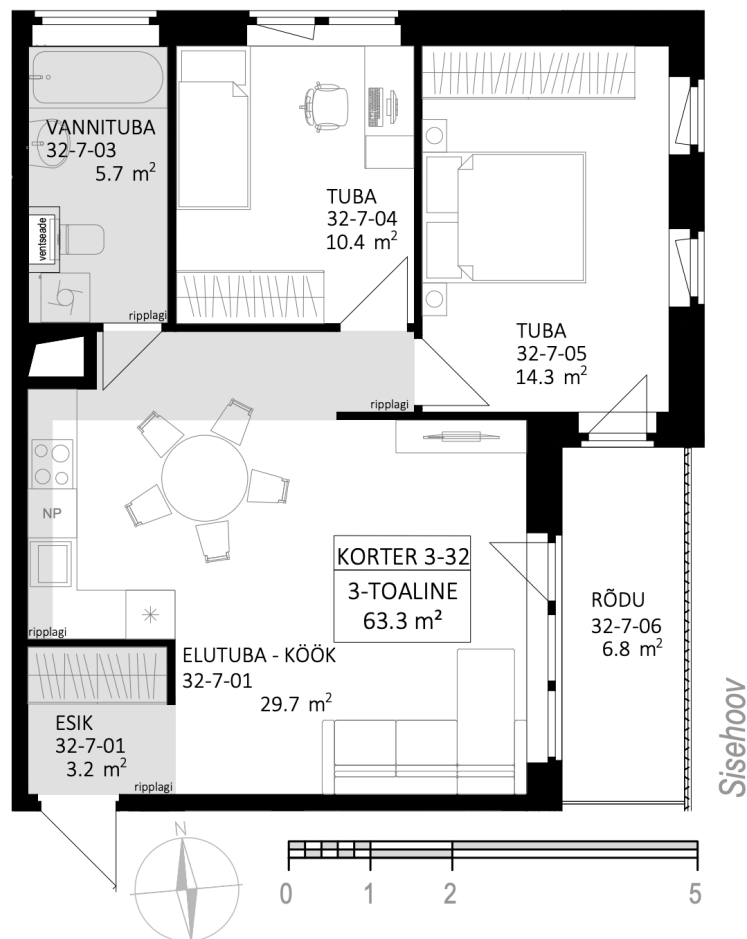 VANNITUBA
32-7-03
5.7 m²
ventseade
ripplagi
TUBA
32-7-04
10.4 m²
TUBA
32-7-05
14.3 m²
ripplagi
NP
KORTER 3-32
3-TOALINE
63.3 m²
RÕDU
32-7-06
6.8 m²
ripplagi
ELUTUBA - KÖÖK
32-7-01
29.7 m²
ESIK
32-7-01
3.2 m²
ripplagi
Sisehoov
N
0 1 2 5